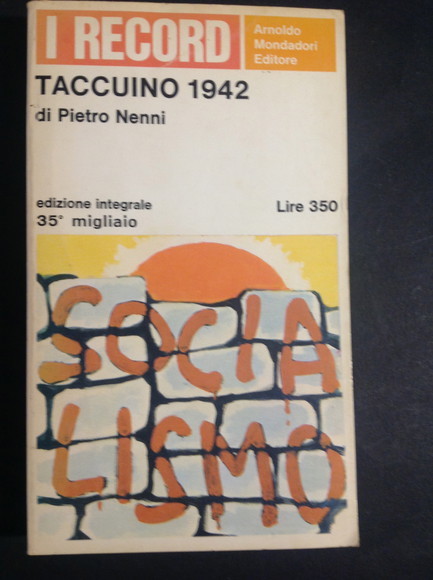 I RECORD
Arnoldo
Mondadori
Editore
TACCUINO 1942
di Pietro Nenni
edizione integrale
35° migliaio
Lire 350
SOCIA
LISMO